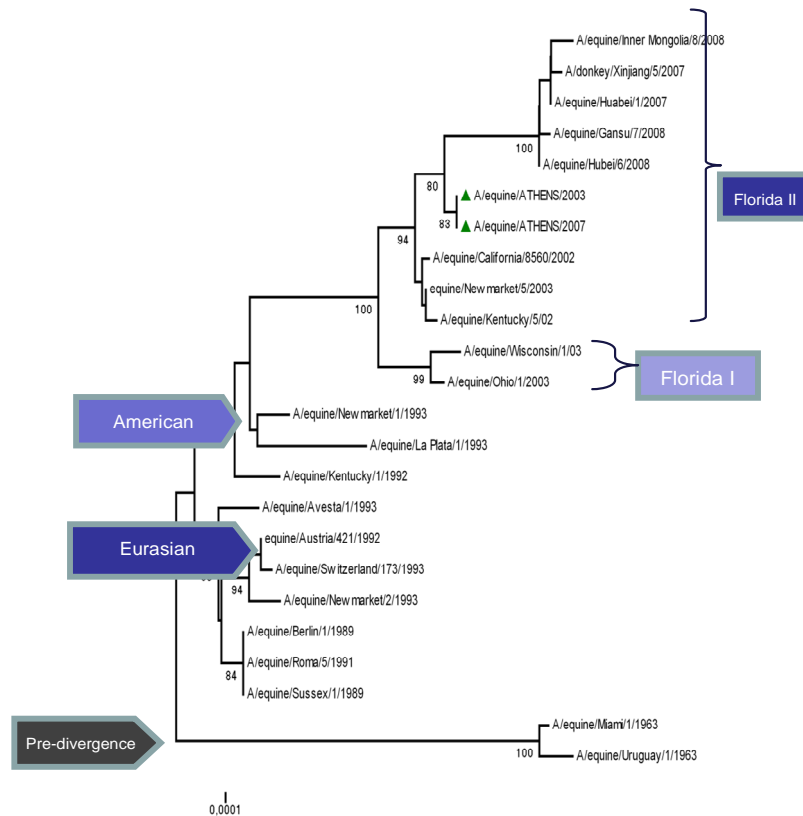 A/equine/Inner Mongolia/8/2008
A/donkey/Xinjiang/5/2007
A/equine/Huabei/1/2007
A/equine/Gansu/7/2008
100
A/equine/Hubei/6/2008
Florida II
80
A/equine/ATHENS/2003
83
A/equine/ATHENS/2007
94
A/equine/California/8560/2002
equine/Newmarket/5/2003
100
A/equine/Kentucky/5/02
A/equine/Wisconsin/1/03
Florida I
99
A/equine/Ohio/1/2003
American
A/equine/Newmarket/1/1993
A/equine/La Plata/1/1993
A/equine/Kentucky/1/1992
A/equine/Avesta/1/1993
Eurasian
equine/Austria/421/1992
A/equine/Switzerland/173/1993
94
A/equine/Newmarket/2/1993
A/equine/Berlin/1/1989
A/equine/Roma/5/1991
84
A/equine/Sussex/1/1989
Pre-divergence
A/equine/Miami/1/1963
100
A/equine/Uruguay/1/1963
0,0001